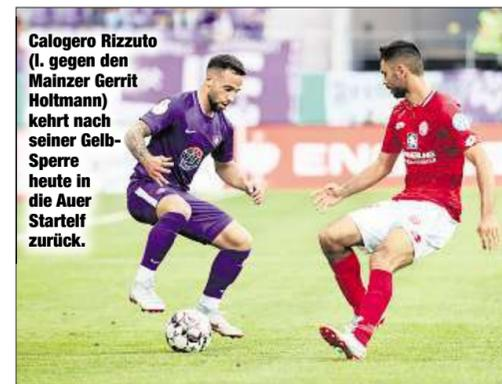 Calogero Rizzuto
(l. gegen den
Mainzer Gerrit
Holtmann)
kehrt nach
seiner Gelb-
Sperre
heute in
die Auer
Startelf
zurück.